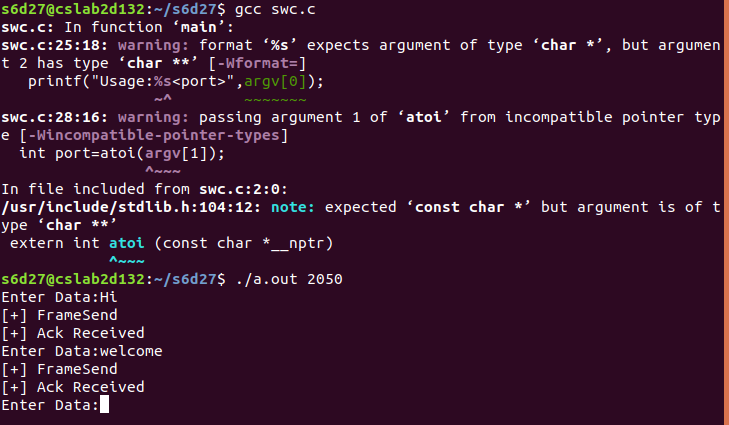 s6d27@cslab2d132:~/s6d27$ gcc swc.c
swc.c: In function ‘main’:
swc.c:25:18: warning: format ‘%s’ expects argument of type ‘char *’, but argumen
t 2 has type ‘char **’ [-Wformat=]
   printf("Usage:%s<port>",argv[0]);
                 ~^        ~~~~~~~
swc.c:28:16: warning: passing argument 1 of ‘atoi’ from incompatible pointer typ
e [-Wincompatible-pointer-types]
  int port=atoi(argv[1]);
                ^~~~
In file included from swc.c:2:0:
/usr/include/stdlib.h:104:12: note: expected ‘const char *’ but argument is of t
ype ‘char **’
 extern int atoi (const char *__nptr)
            ^~~~
s6d27@cslab2d132:~/s6d27$ ./a.out 2050
Enter Data:Hi
[+] FrameSend
[+] Ack Received
Enter Data:welcome
[+] FrameSend
[+] Ack Received
Enter Data: